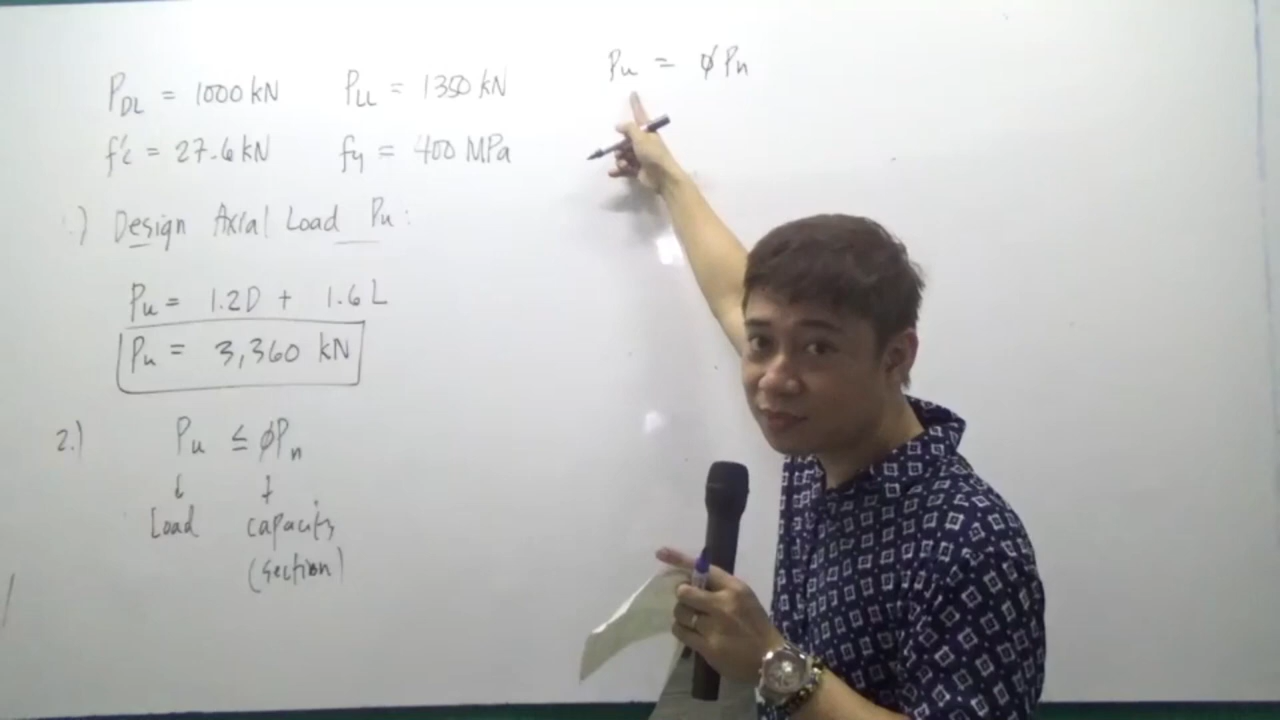 P_DL = 1000 kN P_LL = 1350 kN
f'c = 27.6 kN fy = 400 MPa
.) Design Axial Load Pu:
Pu = 1.2D + 1.6L
Pu = 3,360 kN
2.) Pu ≤ ϕPn
↓ ↓
Load capacity
(section)
Pu = ϕPn